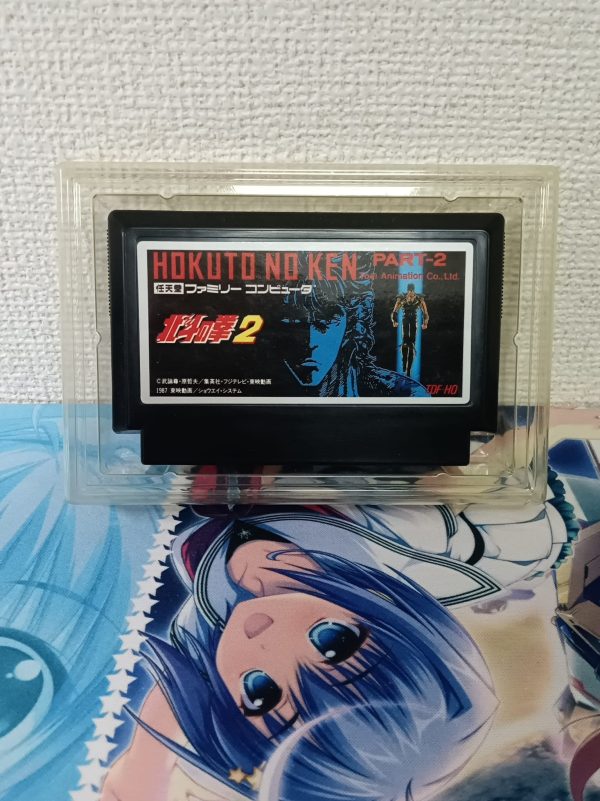 HOKUTO NO KEN PART-2
Toei Animation Co.,Ltd.
任天堂 ファミリー コンピュータ
北斗の拳2
©武論尊・原哲夫／集英社・フジテレビ・東映動画
1987 東映動画／ショウエイ・システム
TDF-HO